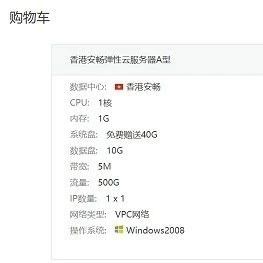 购物车
香港安畅弹性云服务器A型
数据中心: 香港安畅
CPU: 1核
内存: 1G
系统盘: 免费赠送40G
数据盘: 10G
带宽: 5M
流量: 500G
IP数量: 1 x 1
网络类型: VPC网络
操作系统: Windows2008